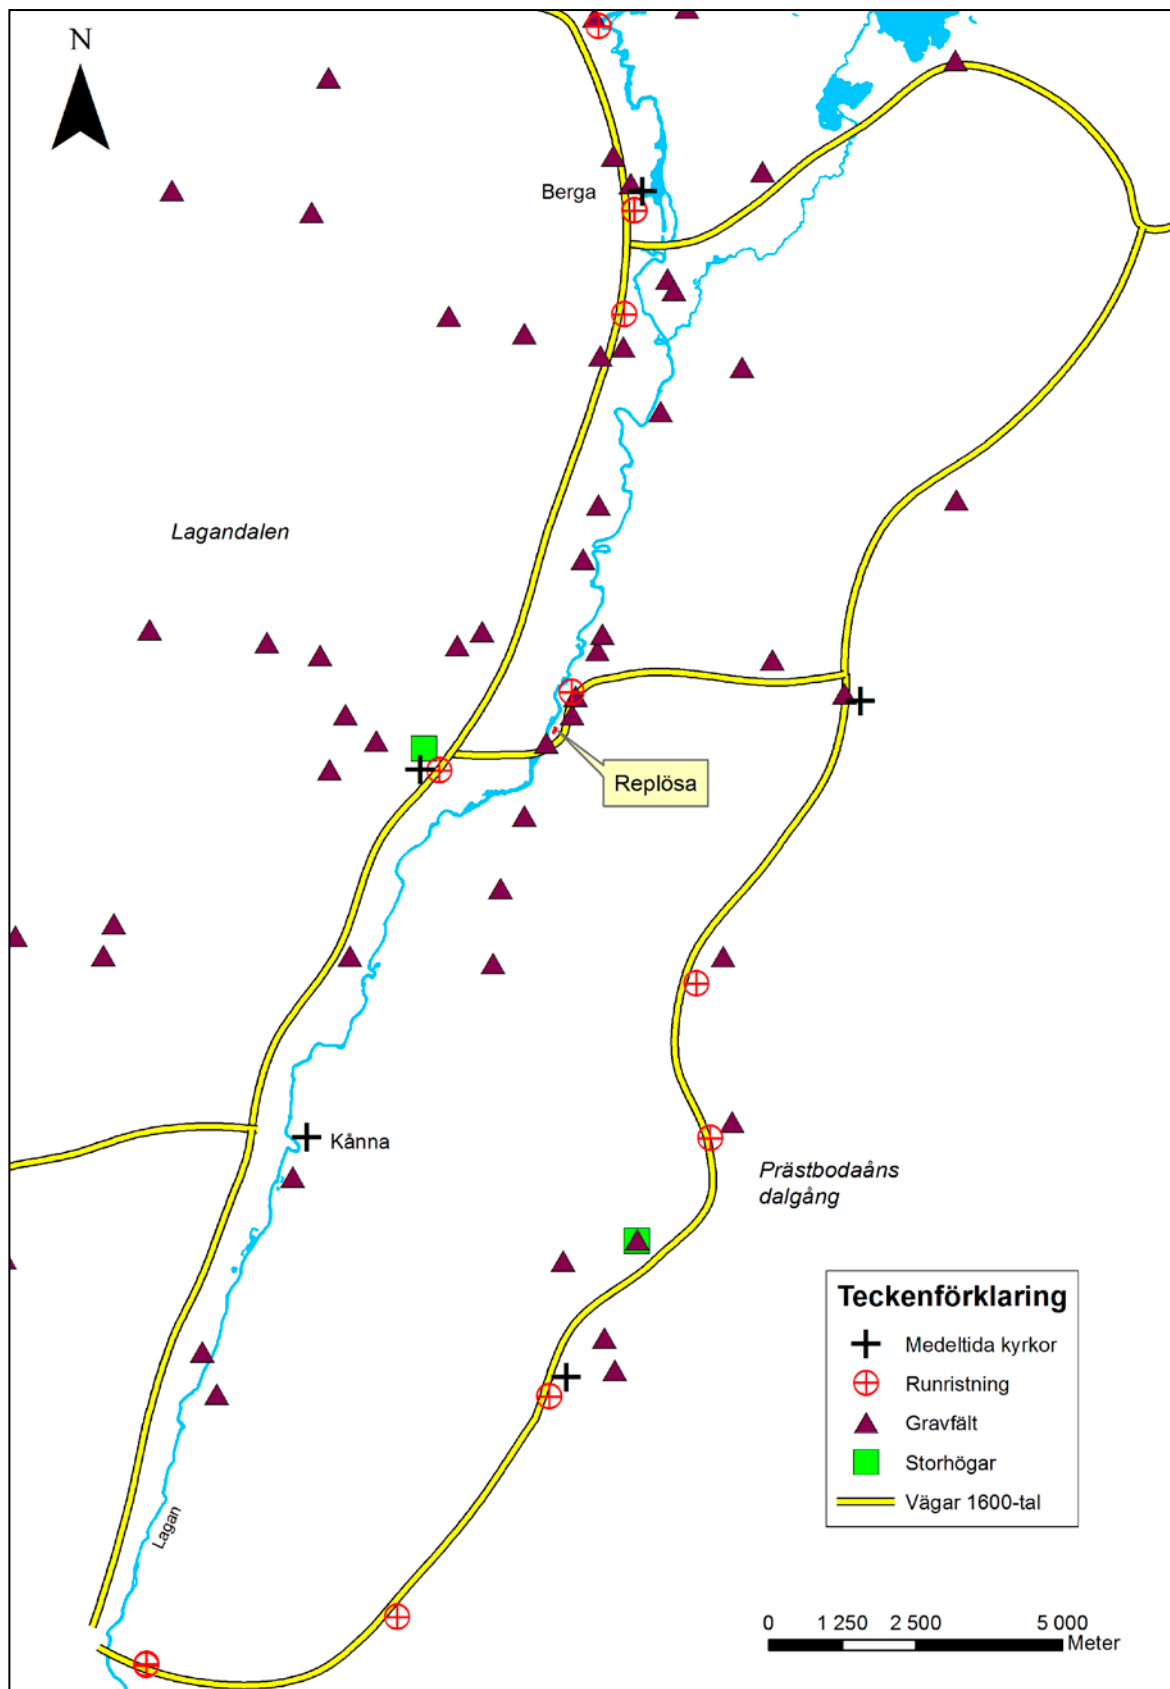 N
Berga
Lagandalen
Replösa
Kånna
Prästbodaåns
dalgång
Lagan
Teckenförklaring
Medeltida kyrkor
Runristning
Gravfält
Storhögar
Vägar 1600-tal
0 1 250 2 500 5 000
Meter